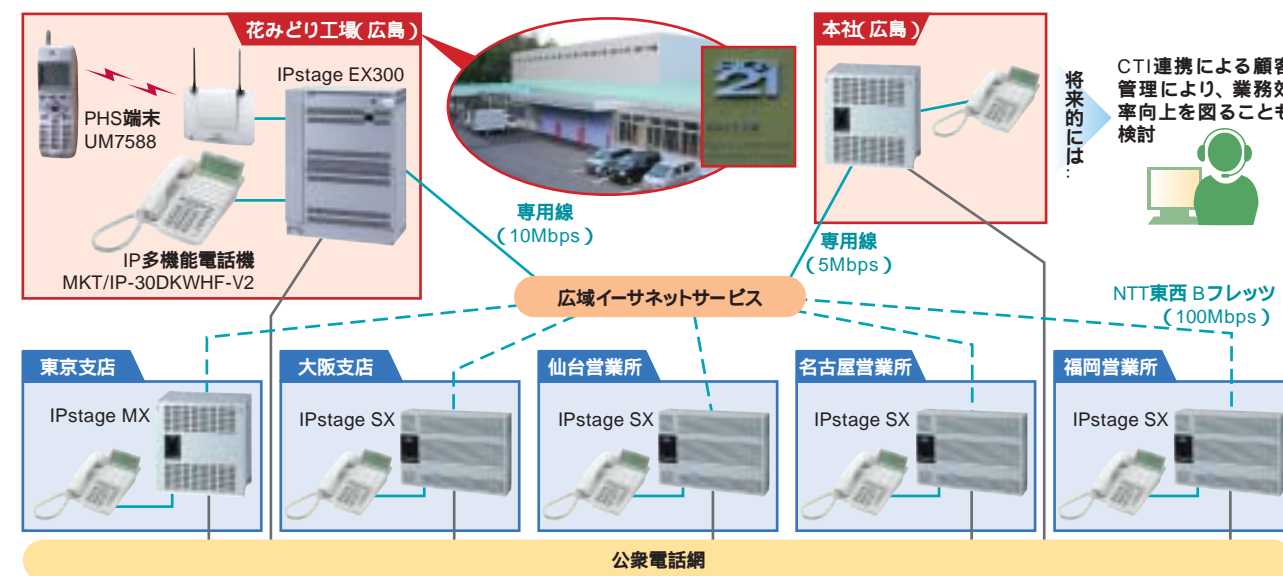 花みどり工場(広島)
IPstage EX300
PHS端末
UM7588
IP多機能電話機
MKT/IP-30DKWHF-V2
21
本社(広島)
将来的には…
CTI連携による顧客
管理により、業務効
率向上を図ることも
検討
専用線
(10Mbps)
専用線
(5Mbps)
広域イーサネットサービス
NTT東西 Bフレッツ
(100Mbps)
東京支店
IPstage MX
大阪支店
IPstage SX
仙台営業所
IPstage SX
名古屋営業所
IPstage SX
福岡営業所
IPstage SX
公衆電話網